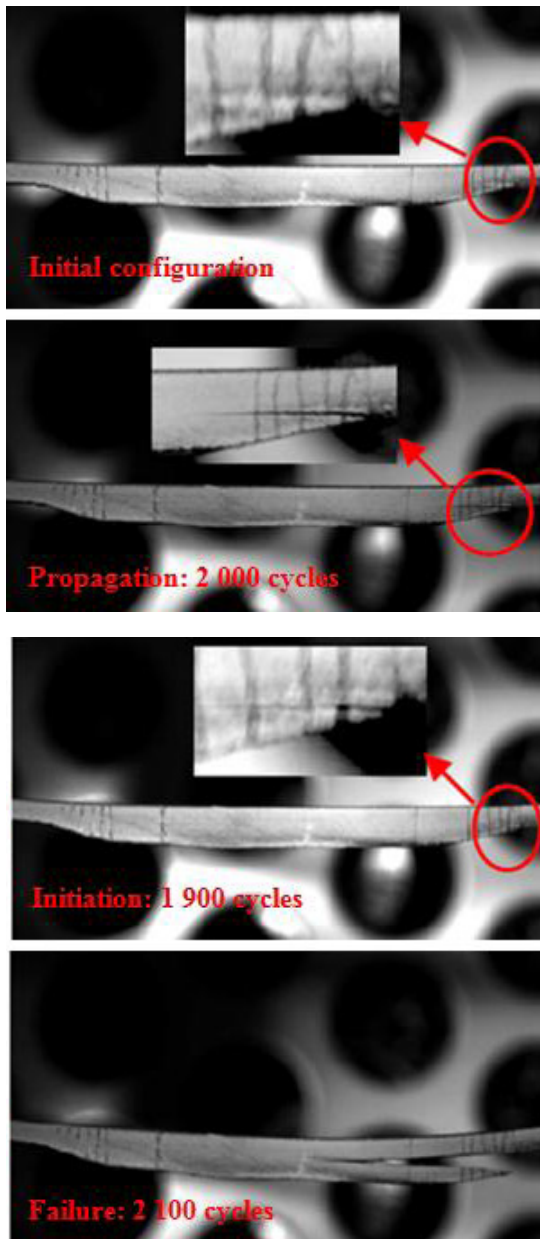 Initial configuration
Propagation: 2 000 cycles
Initiation: 1 900 cycles
Failure: 2 100 cycles